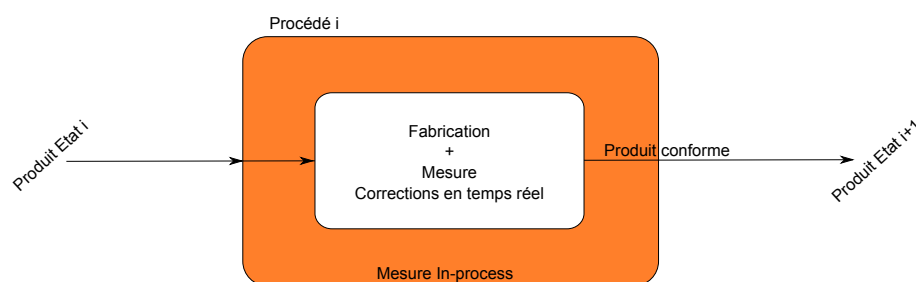 Procédé i
Produit Etat i
Fabrication
+
Mesure
Corrections en temps réel
Produit conforme
Produit Etat i+1
Mesure In-process